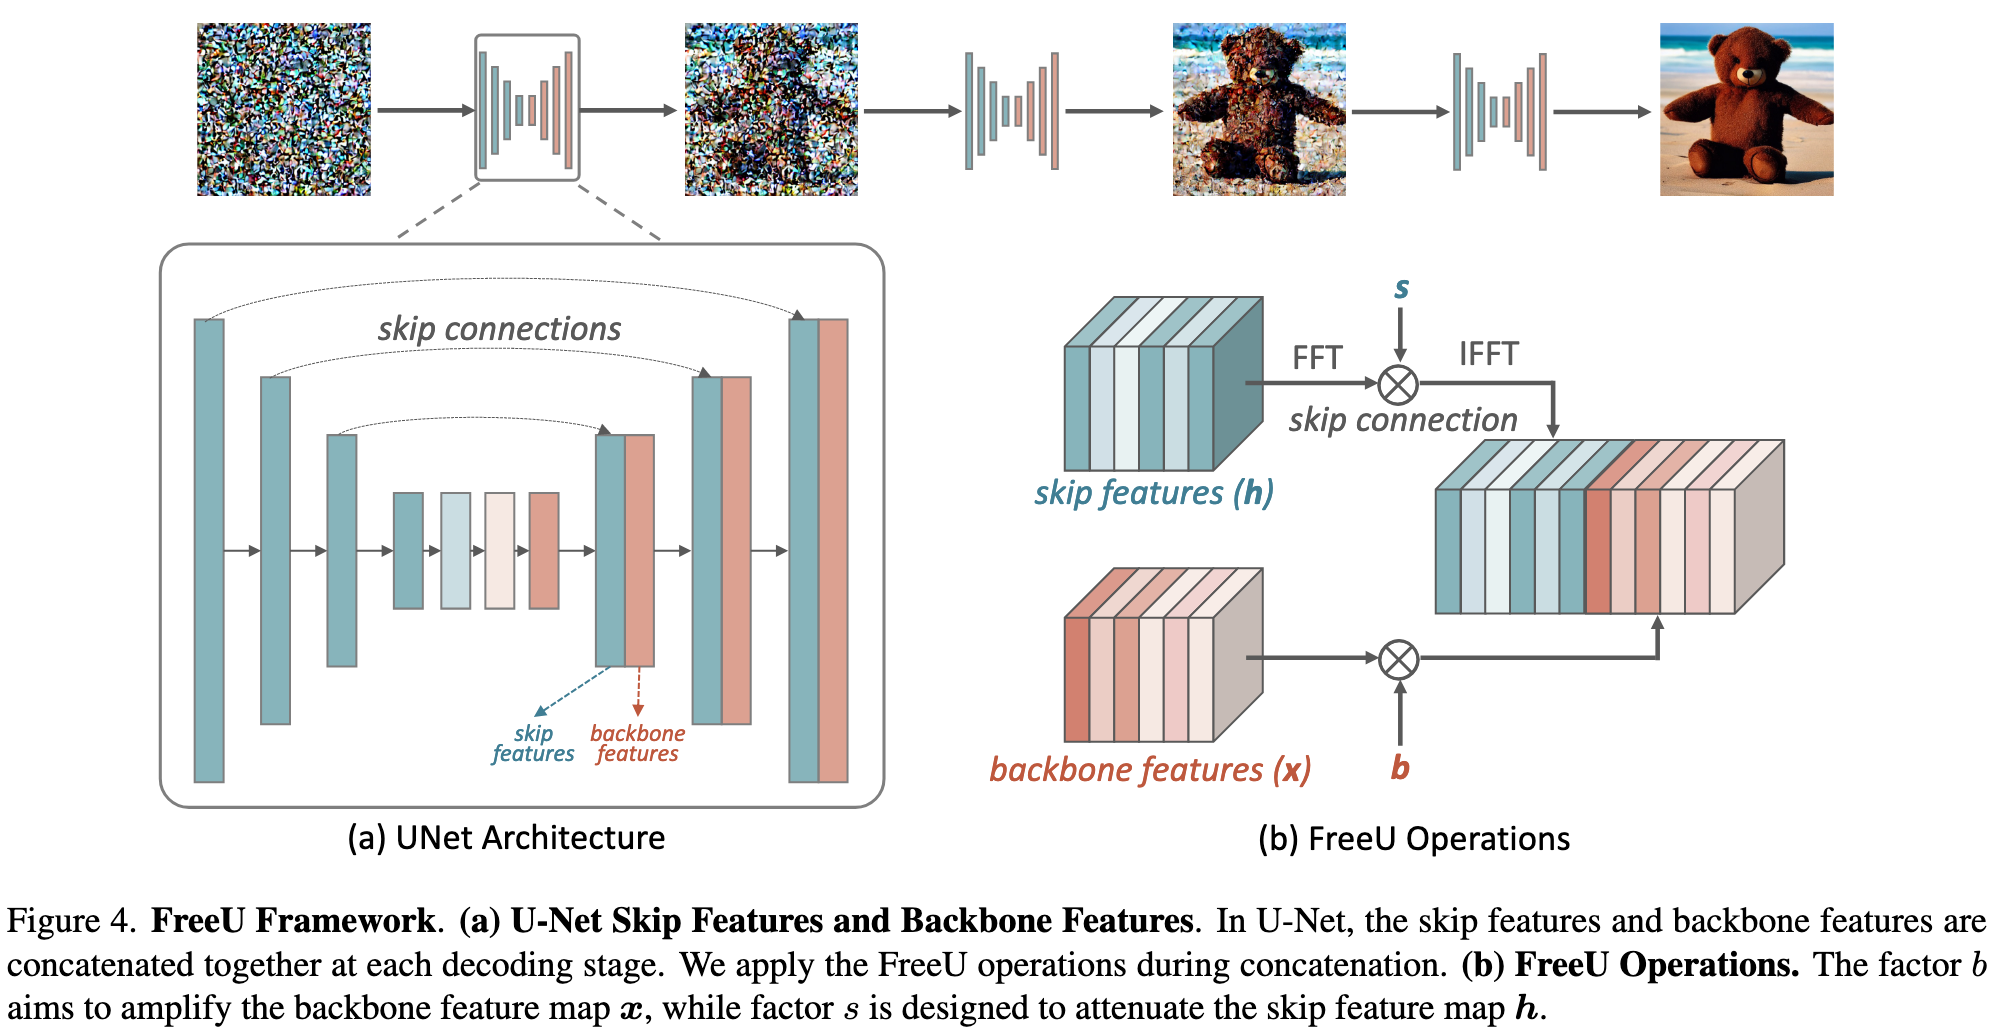 skip connections
skip
features
backbone
features
(a) UNet Architecture
s
FFT
IFFT
skip connection
skip features (h)
backbone features (x)
b
(b) FreeU Operations
Figure 4. FreeU Framework. (a) U-Net Skip Features and Backbone Features. In U-Net, the skip features and backbone features are
concatenated together at each decoding stage. We apply the FreeU operations during concatenation. (b) FreeU Operations. The factor b
aims to amplify the backbone feature map x, while factor s is designed to attenuate the skip feature map h.